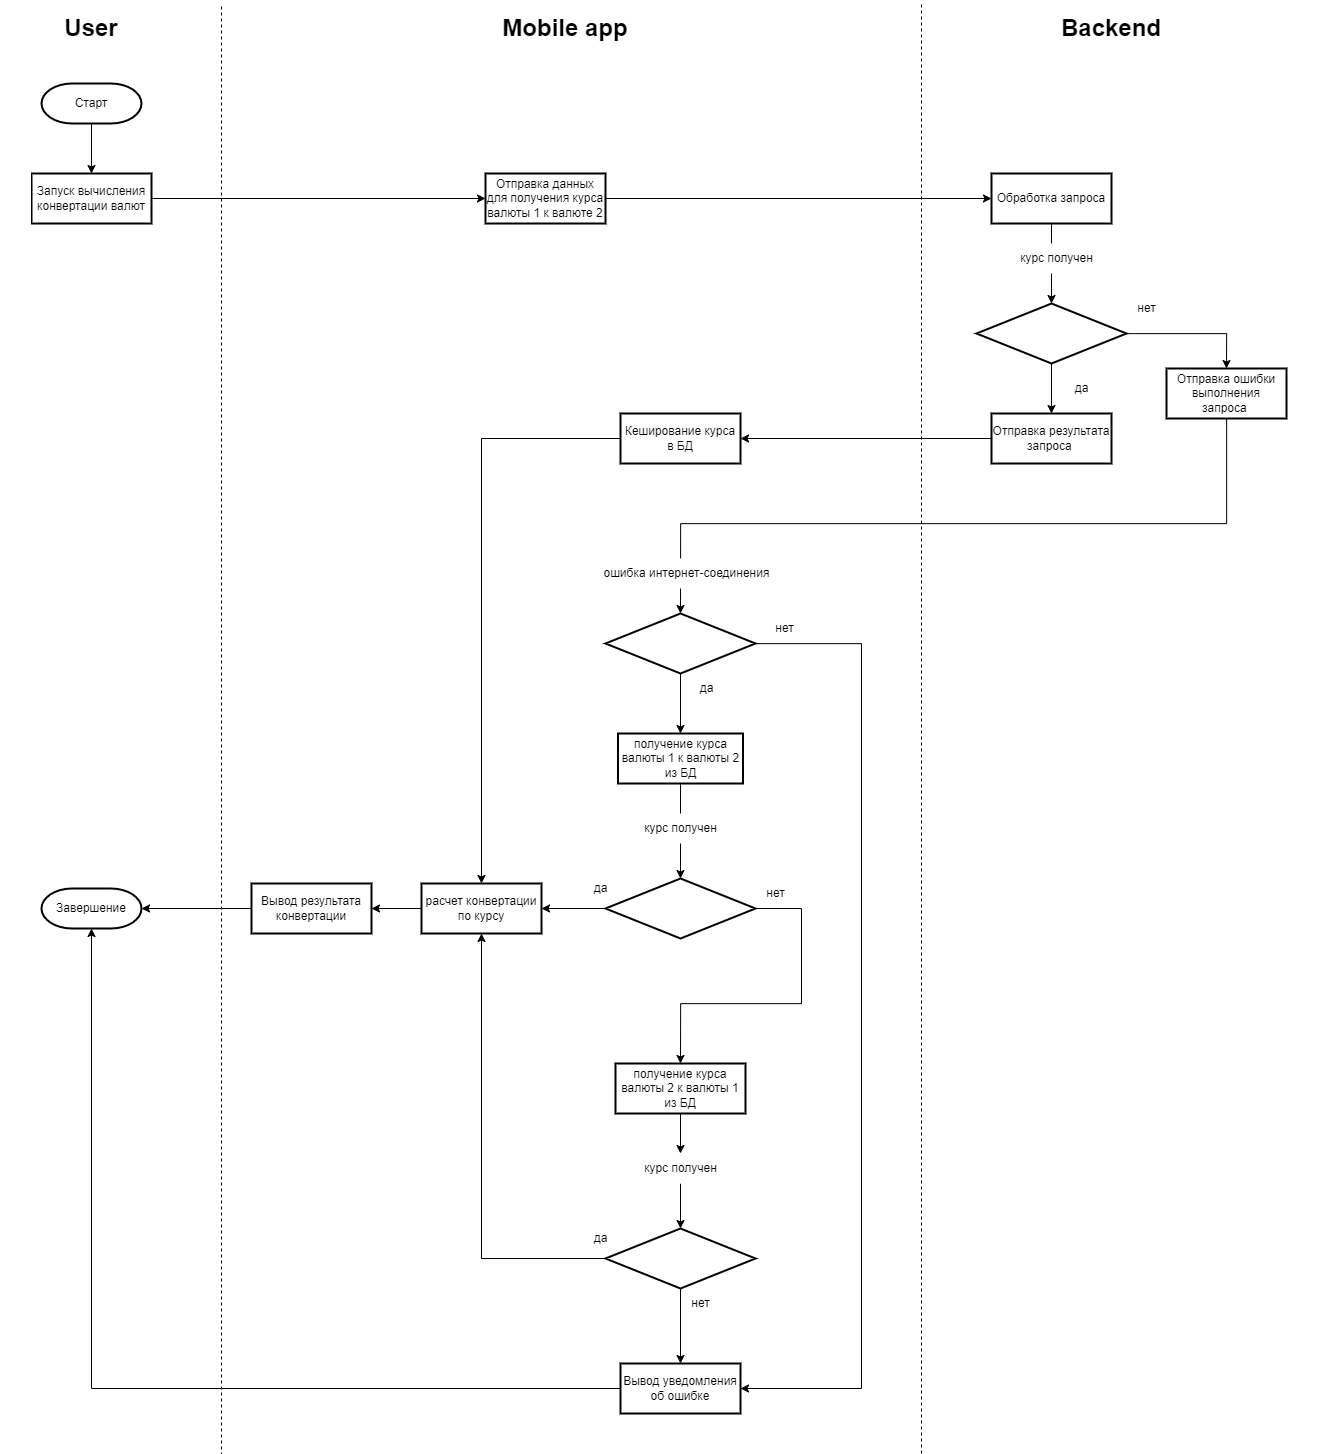 User
Mobile app
Backend
Старт
Запуск вычисления
конвертации валют
Отправка данных
для получения курса
валюты 1 к валюте 2
Обработка запроса
курс получен
нет
да
Отправка ошибки
выполнения
запроса
Отправка результата
запроса
Кеширование курса
в БД
ошибка интернет-соединения
нет
да
получение курса
валюты 1 к валюты 2
из БД
курс получен
да
нет
расчет конвертации
по курсу
Вывод результата
конвертации
Завершение
получение курса
валюты 2 к валюты 1
из БД
курс получен
да
нет
Вывод уведомления
об ошибке